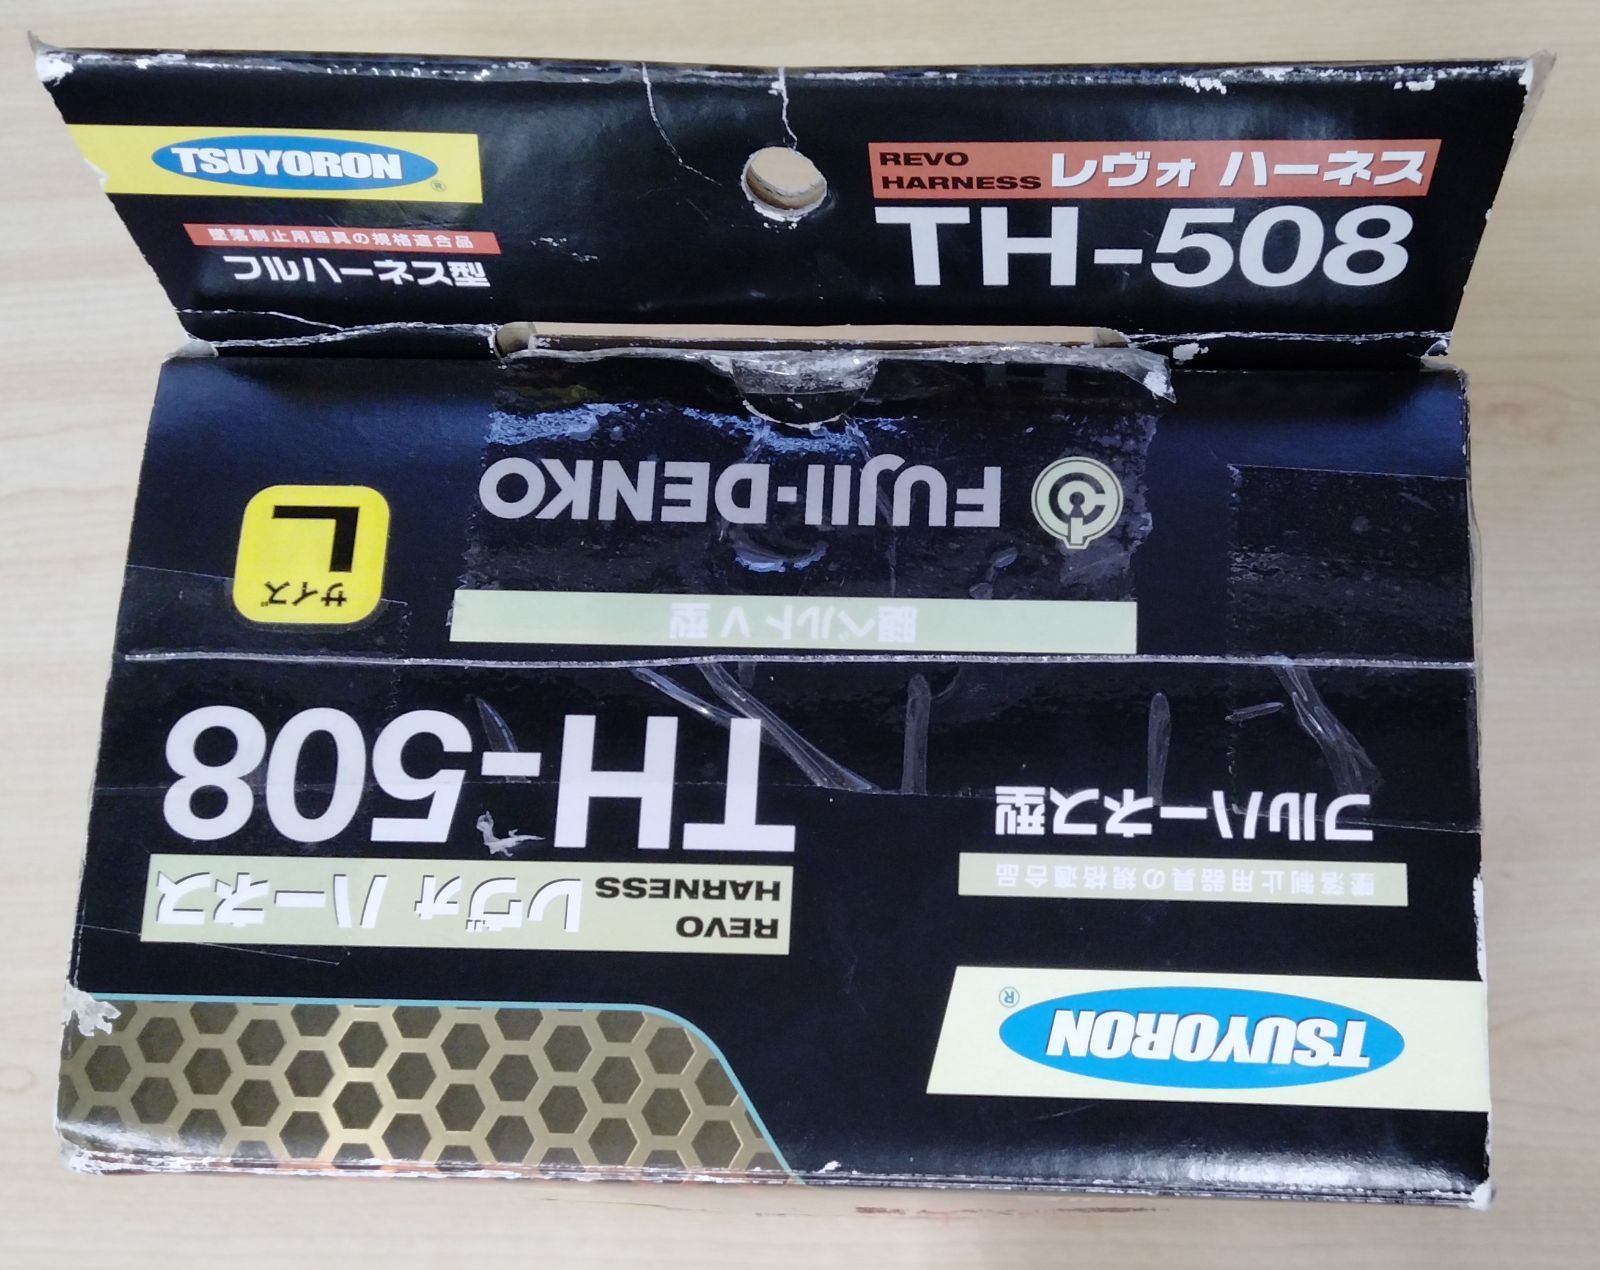 TSUYORON ®
墜落制止用器具の規格適合品
フルハーネス型
REVO
HARNESS レヴォ ハーネス
TH-508
TSUYORON ®
墜落制止用器具の規格適合品
フルハーネス型
REVO
HARNESS レヴォ ハーネス
TH-508
腿ベルトV型
サイズ
L
FUJII-DENKO